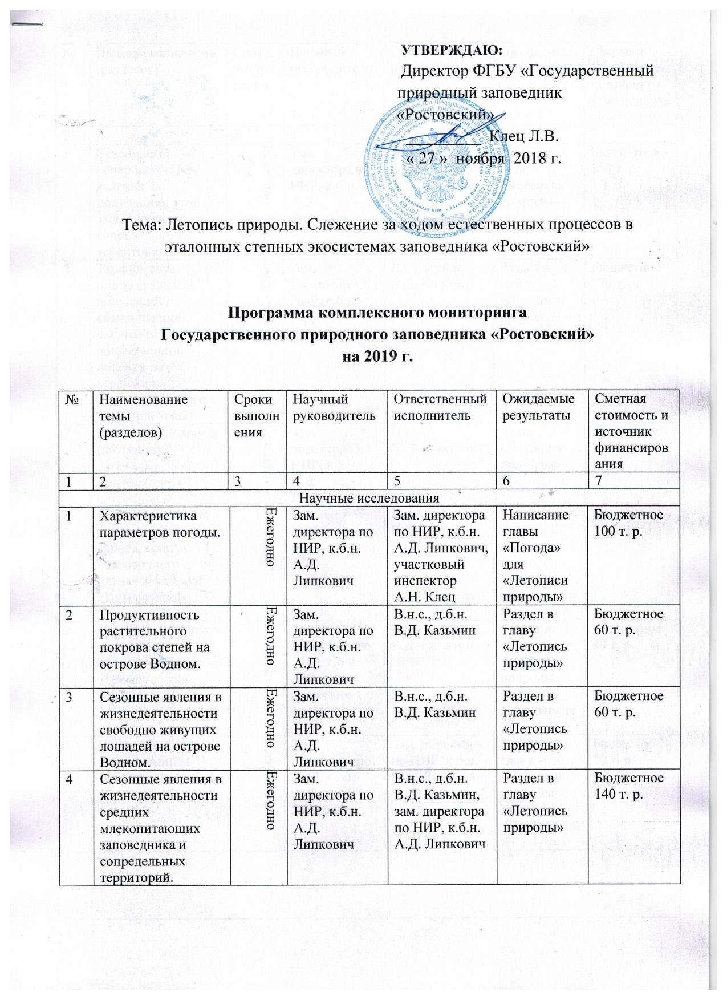 УТВЕРЖДАЮ:
Директор ФГБУ «Государственный
природный заповедник
«Ростовский»
Клец Л.В.
« 27 » ноября 2018 г.
Тема: Летопись природы. Слежение за ходом естественных процессов в
эталонных степных экосистемах заповедника «Ростовский»
Программа комплексного мониторинга
Государственного природного заповедника «Ростовский»
на 2019 г.
№
Наименование
темы
(разделов)
Сроки
выполн
ения
Научный
руководитель
Ответственный
исполнитель
Ожидаемые
результаты
Сметная
стоимость и
источник
финансиров
ания
1 2 3 4 5 6 7
Научные исследования
1
Характеристика
параметров погоды.
Ежегодно
Зам.
директора по
НИР, к.б.н.
А.Д.
Липкович
Зам. директора
по НИР, к.б.н.
А.Д. Липкович,
участковый
инспектор
А.Н. Клец
Написание
главы
«Погода»
для
«Летописи
природы»
Бюджетное
100 т. р.
2
Продуктивность
растительного
покрова степей на
острове Водном.
Ежегодно
Зам.
директора по
НИР, к.б.н.
А.Д.
Липкович
В.н.с., д.б.н.
В.Д. Казьмин
Раздел в
главу
«Летопись
природы»
Бюджетное
60 т. р.
3
Сезонные явления в
жизнедеятельности
свободно живущих
лошадей на острове
Водном.
Ежегодно
Зам.
директора по
НИР, к.б.н.
А.Д.
Липкович
В.н.с., д.б.н.
В.Д. Казьмин
Раздел в
главу
«Летопись
природы»
Бюджетное
60 т. р.
4
Сезонные явления в
жизнедеятельности
средних
млекопитающих
заповедника и
сопредельных
территорий.
Ежегодно
Зам.
директора по
НИР, к.б.н.
А.Д.
Липкович
В.н.с., д.б.н.
В.Д. Казьмин,
зам. директора
по НИР, к.б.н.
А.Д. Липкович
Раздел в
главу
«Летопись
природы»
Бюджетное
140 т. р.